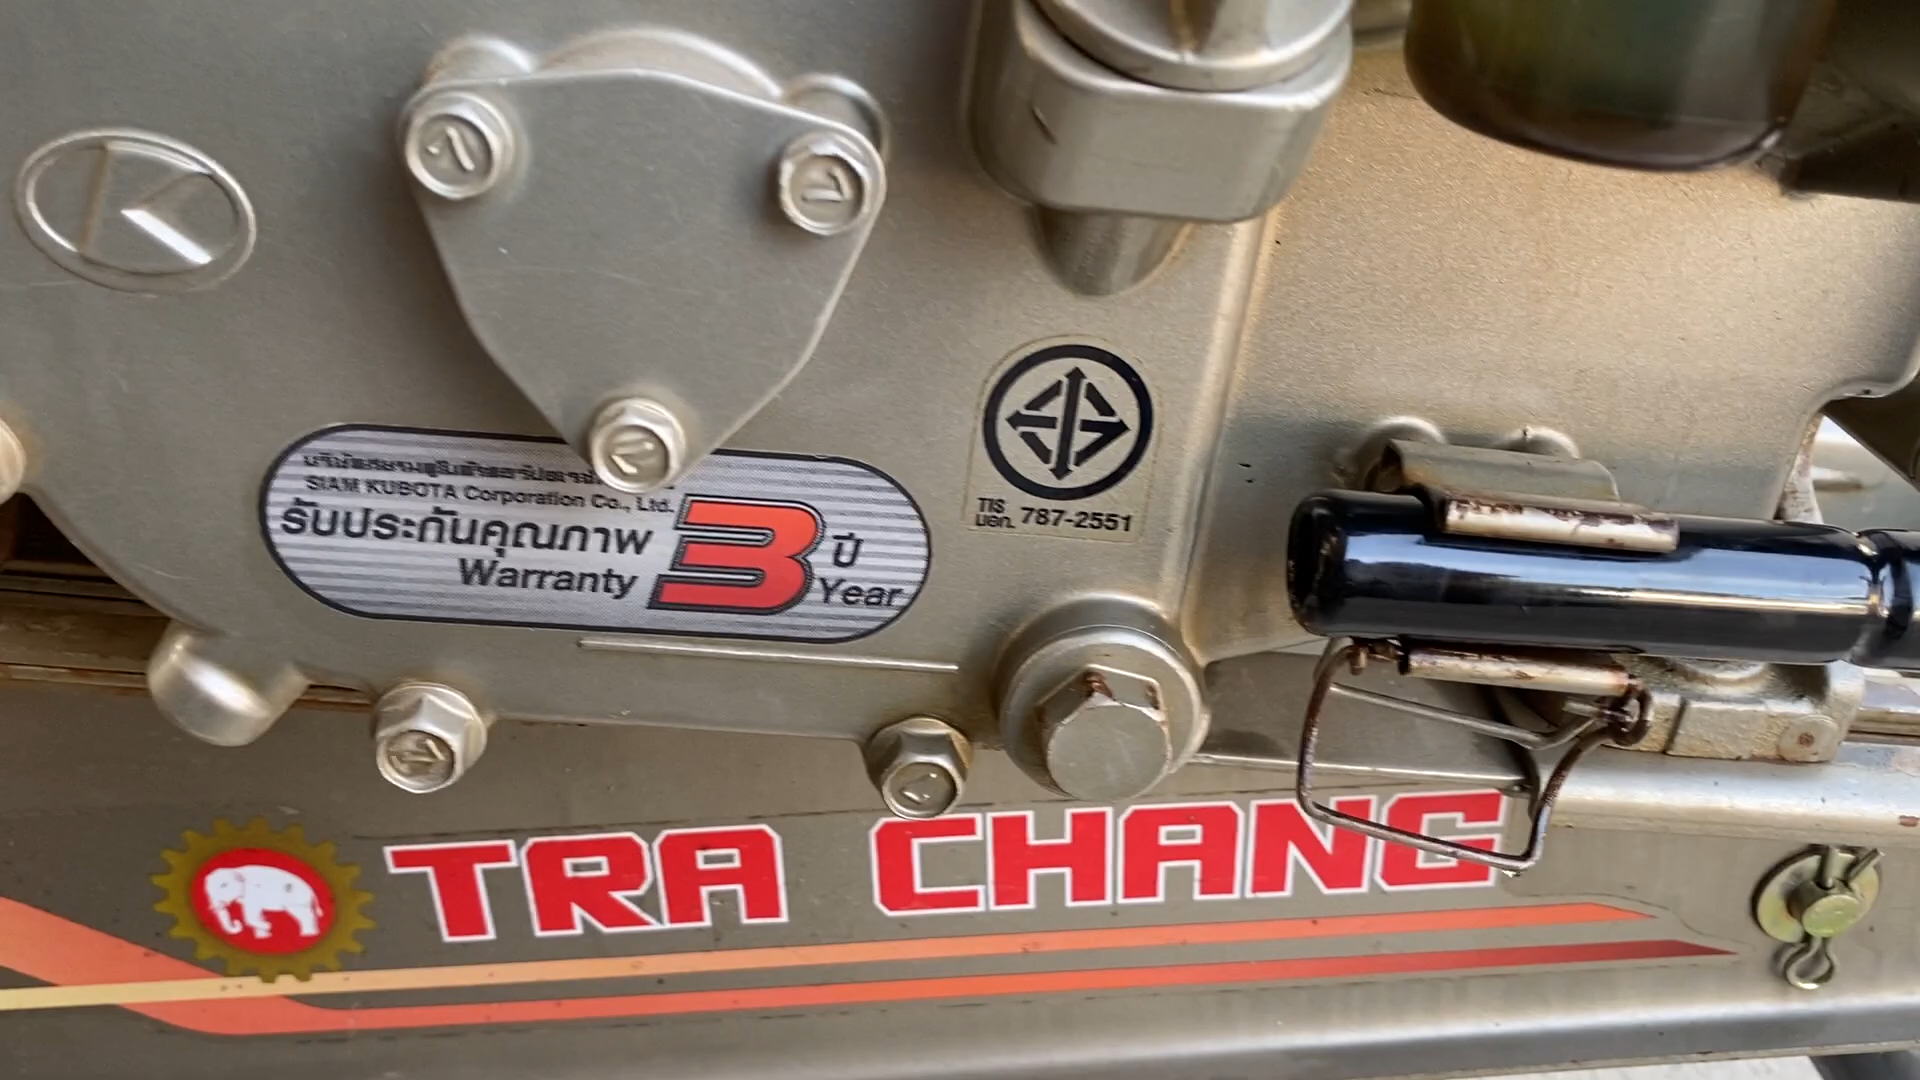 SIAM KUBOTA Corporation Co., Ltd.
รับประกันคุณภาพ 3 ปี
Warranty Year
TIS
มอก. 787-2551
TRA CHANG